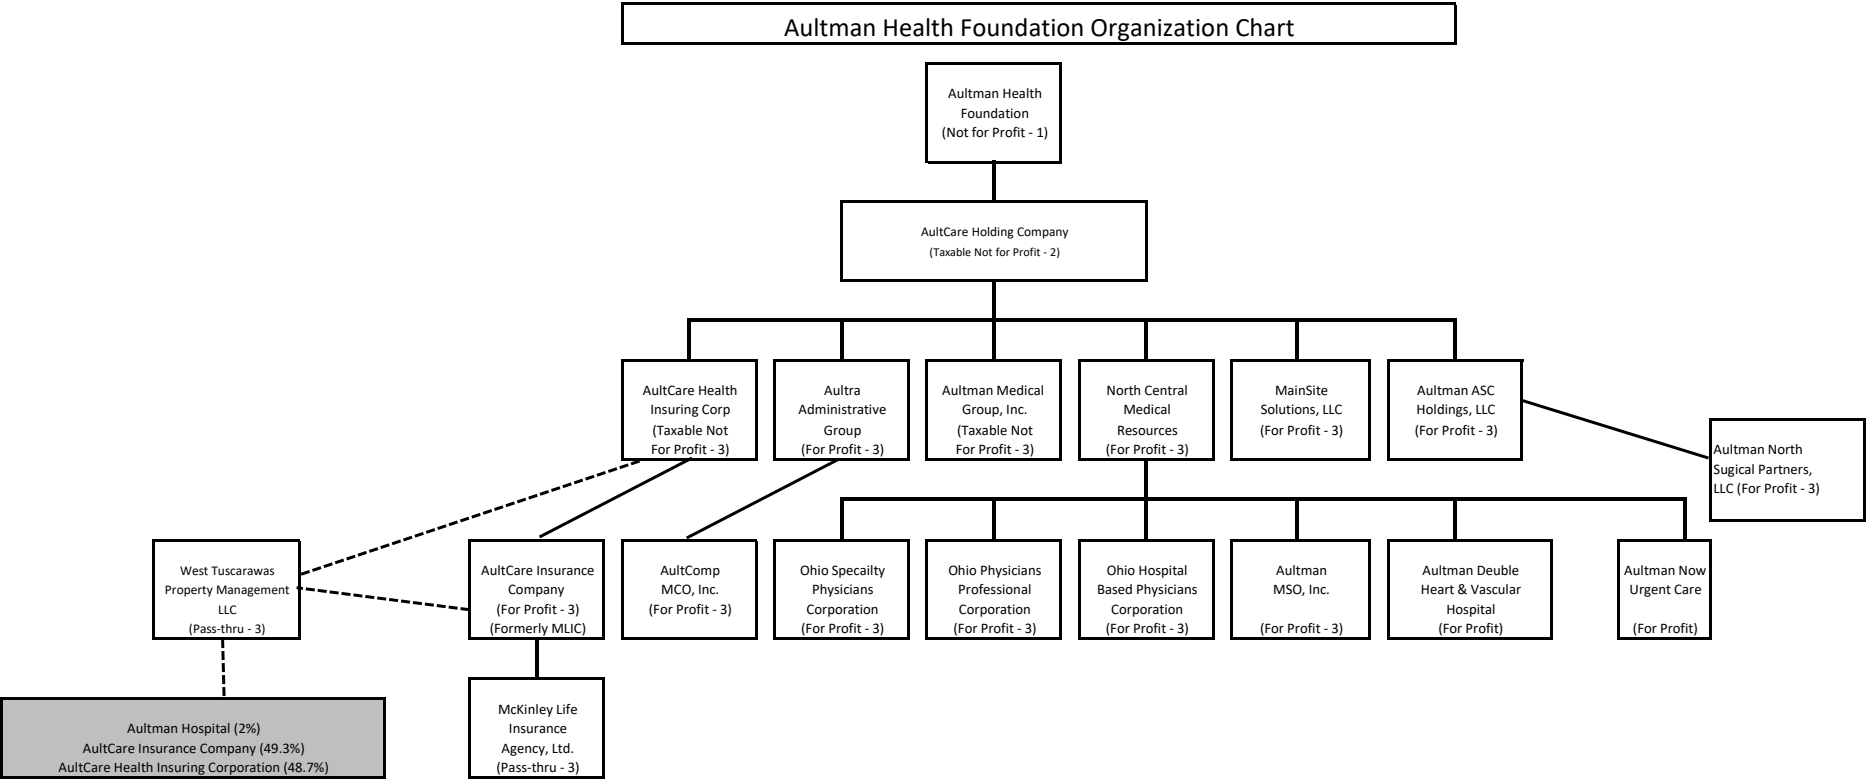 Aultman Health Foundation Organization Chart
Aultman Health
Foundation
(Not for Profit - 1)
AultCare Holding Company
(Taxable Not for Profit - 2)
AultCare Health
Insuring Corp
(Taxable Not
For Profit - 3)
Aultra
Administrative
Group
(For Profit - 3)
Aultman Medical
Group, Inc.
(Taxable Not
For Profit - 3)
North Central
Medical
Resources
(For Profit - 3)
MainSite
Solutions, LLC
(For Profit - 3)
Aultman ASC
Holdings, LLC
(For Profit - 3)
Aultman North
Sugical Partners,
LLC (For Profit - 3)
West Tuscarawas
Property Management
LLC
(Pass-thru - 3)
AultCare Insurance
Company
(For Profit - 3)
(Formerly MLIC)
AultComp
MCO, Inc.
(For Profit - 3)
Ohio Specailty
Physicians
Corporation
(For Profit - 3)
Ohio Physicians
Professional
Corporation
(For Profit - 3)
Ohio Hospital
Based Physicians
Corporation
(For Profit - 3)
Aultman
MSO, Inc.
(For Profit - 3)
Aultman Deuble
Heart & Vascular
Hospital
(For Profit)
Aultman Now
Urgent Care
(For Profit)
Aultman Hospital (2%)
AultCare Insurance Company (49.3%)
AultCare Health Insuring Corporation (48.7%)
McKinley Life
Insurance
Agency, Ltd.
(Pass-thru - 3)